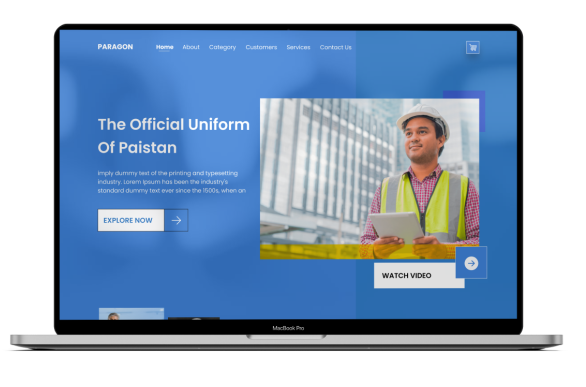 PARAGON Home About Category Customers Services Contact Us
The Official Uniform
Of Paistan
Imply dummy text of the printing and typesetting
industry. Lorem Ipsum has been the industry's
standard dummy text ever since the 1500s, when an
EXPLORE NOW
WATCH VIDEO
MacBook Pro